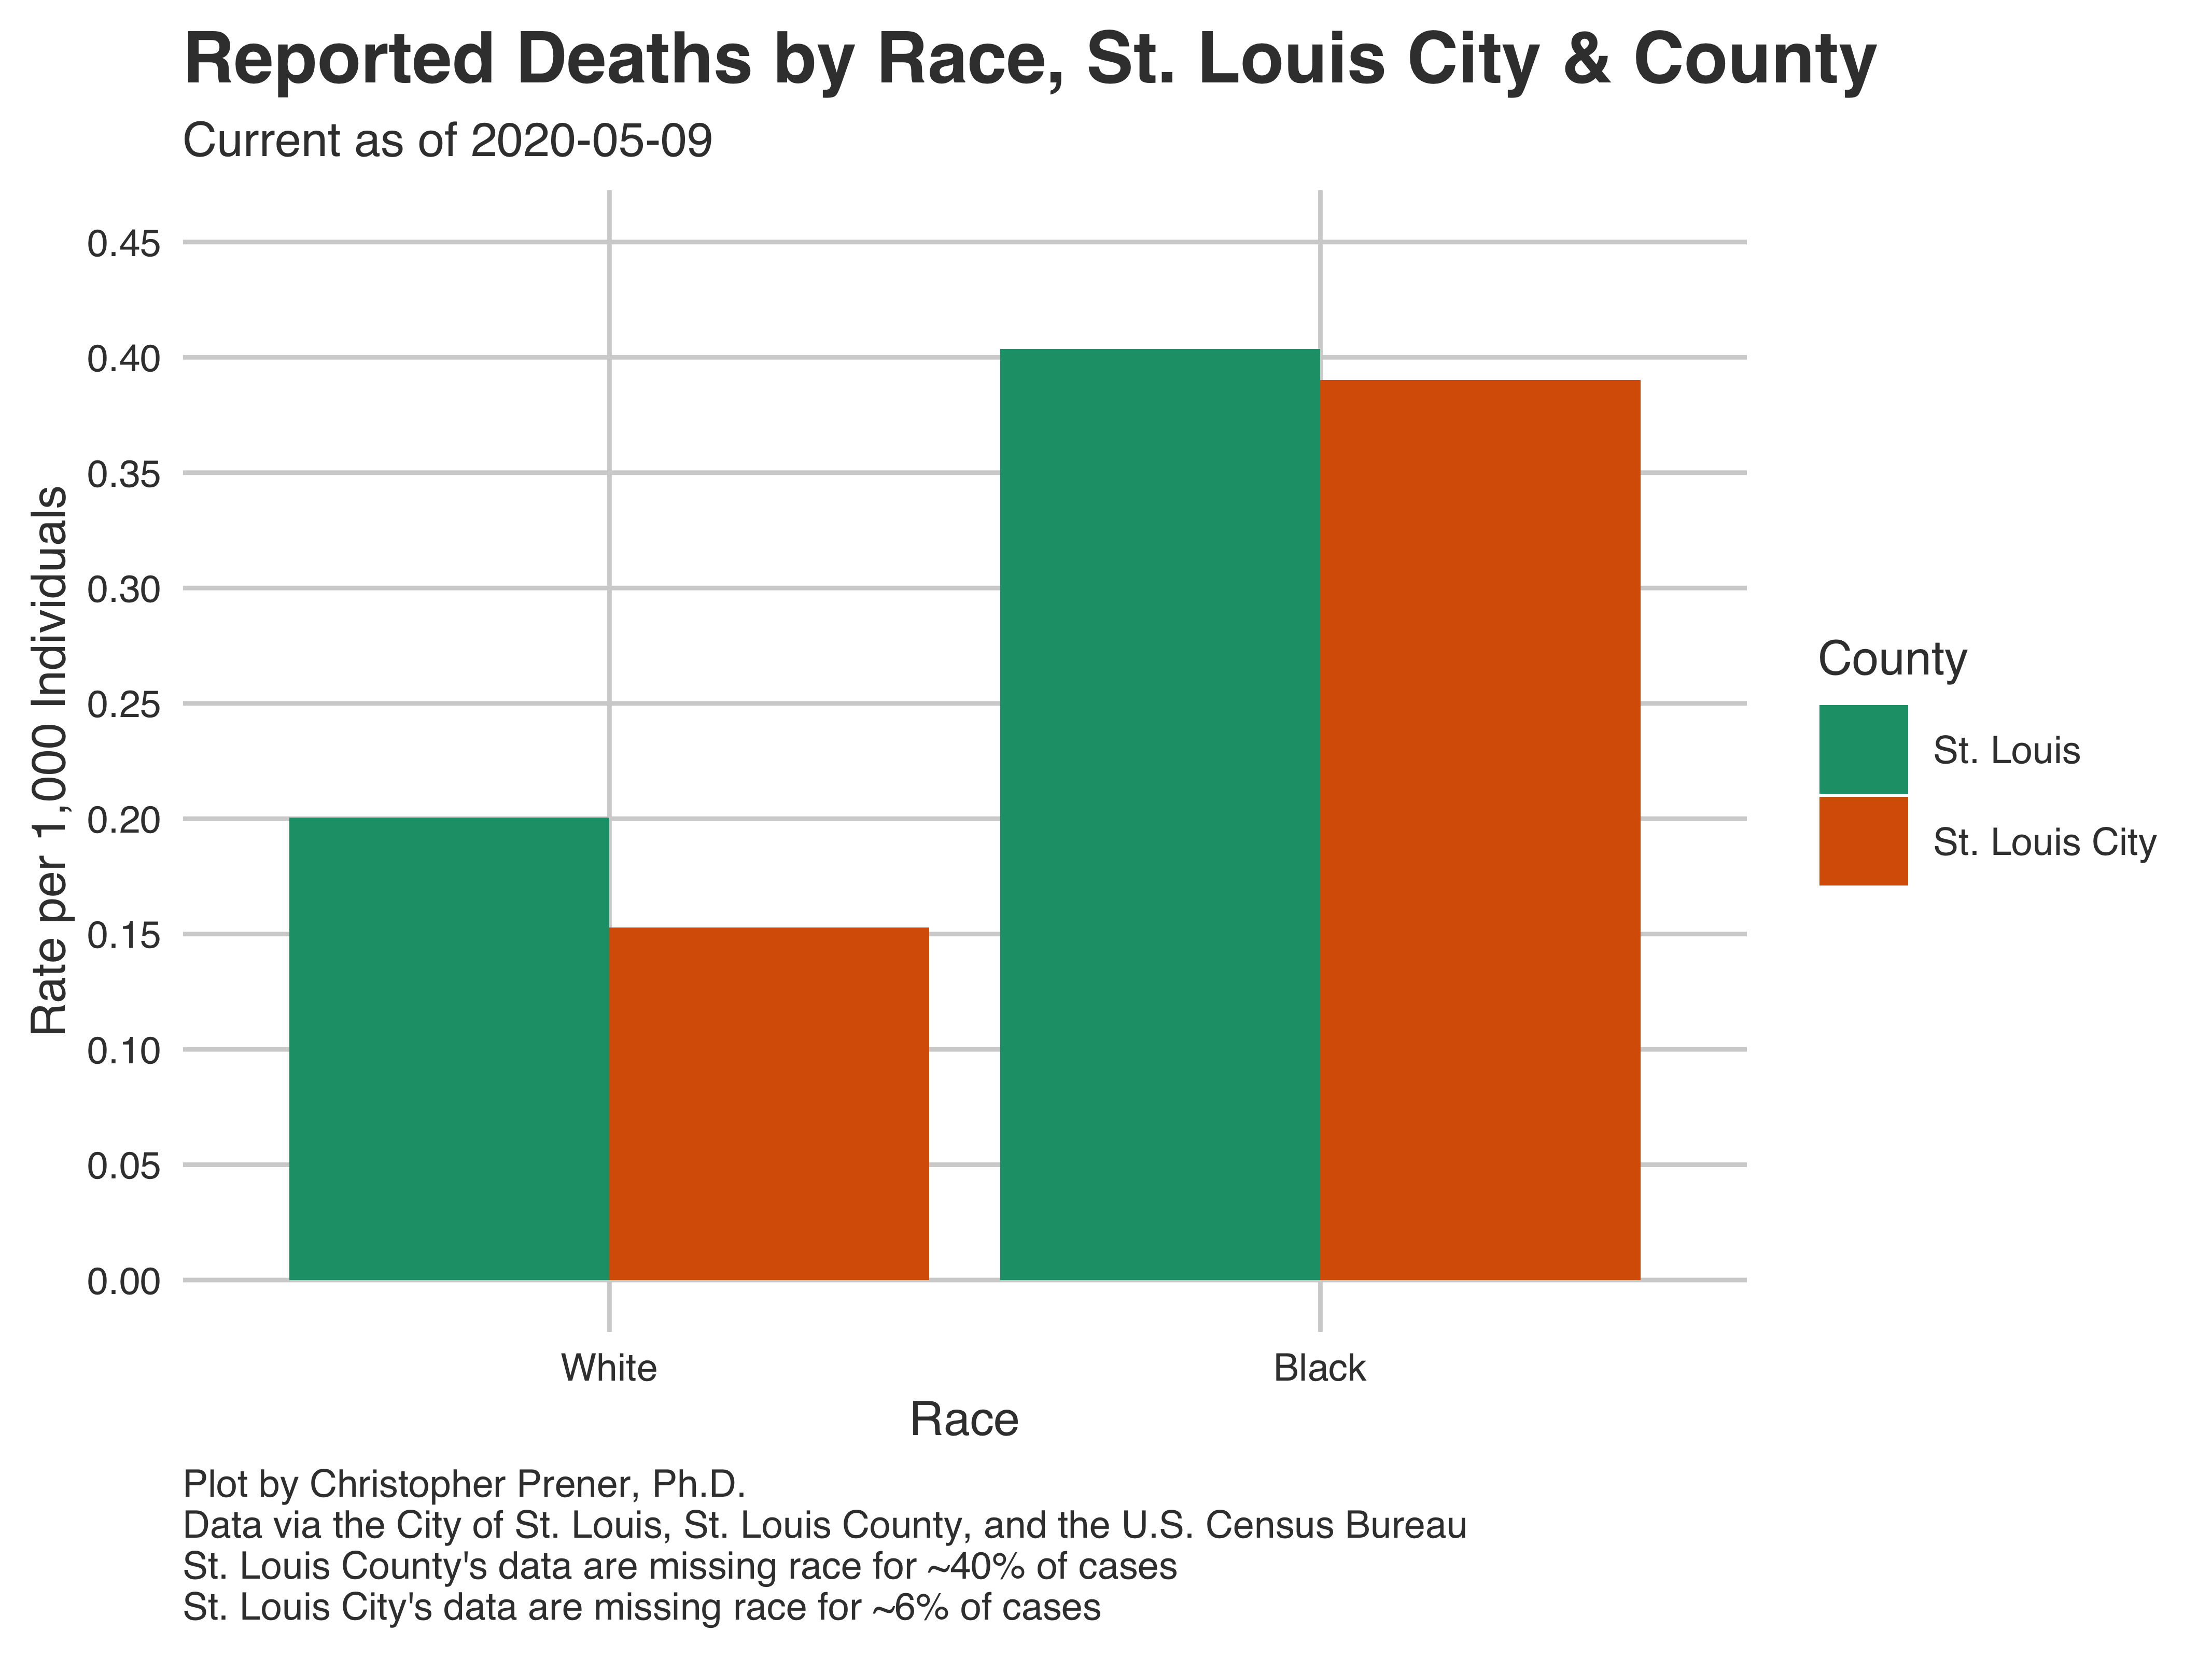 Reported Deaths by Race, St. Louis City & County
Current as of 2020-05-09
Rate per 1,000 Individuals
0.45
0.40
0.35
0.30
0.25
0.20
0.15
0.10
0.05
0.00
White
Black
Race
County
St. Louis
St. Louis City
Plot by Christopher Prener, Ph.D.
Data via the City of St. Louis, St. Louis County, and the U.S. Census Bureau
St. Louis County's data are missing race for ~40% of cases
St. Louis City's data are missing race for ~6% of cases